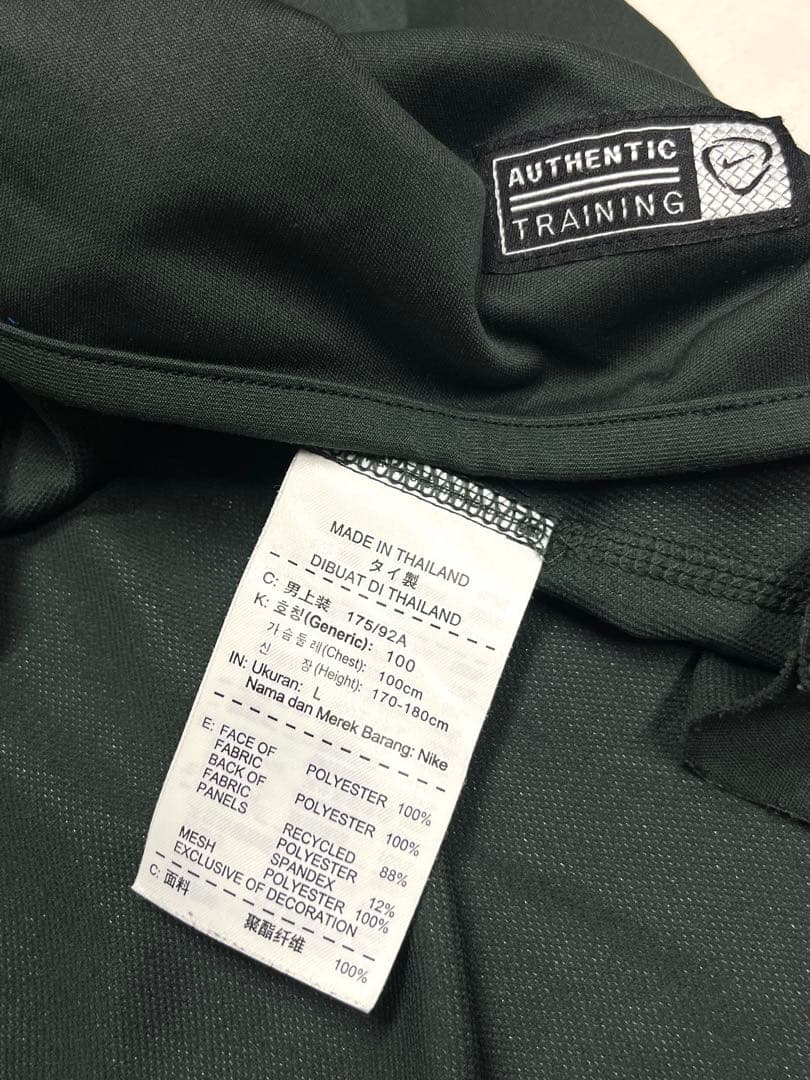 AUTHENTIC
TRAINING
MADE IN THAILAND
タイ製
DIBUAT DI THAILAND
C: 男上装 175/92A
K: 호칭(Generic): 100
가슴둘레(Chest): 100cm
신 장(Height): 170-180cm
IN: Ukuran: L
Nama dan Merek Barang: Nike
E: FACE OF
FABRIC POLYESTER 100%
BACK OF
FABRIC POLYESTER 100%
PANELS RECYCLED
POLYESTER 88%
SPANDEX 12%
MESH POLYESTER 100%
EXCLUSIVE OF DECORATION
C: 面料 聚酯纤维 100%